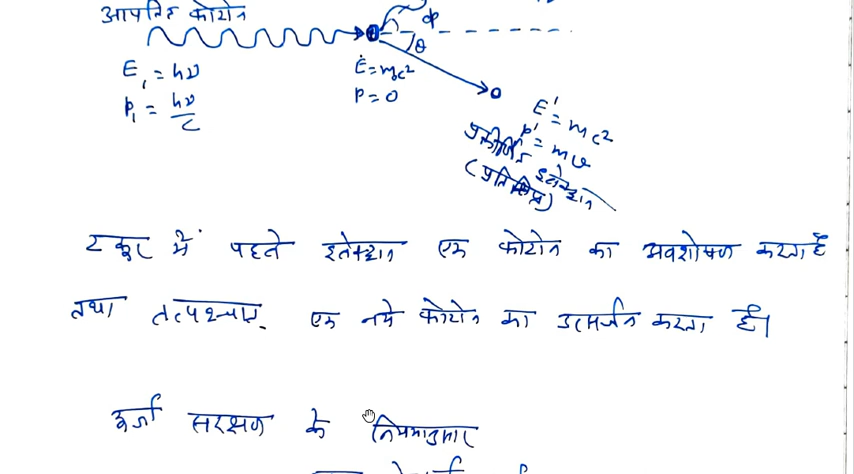 आपतित फोटोन
ϕ
θ
E₁ = hν
p₁ = hν/c
E = m₀c²
P = 0
E' = mc²
p' = mv
प्रकीर्णित इलेक्ट्रान
(प्रतिक्षिप्त)
टक्कर में पहले इलेक्ट्रान एक फोटोन का अवशोषण करता है
तथा तत्पश्चात् एक नये फोटोन का उत्सर्जन करता है।
ऊर्जा सरक्षण के नियमानुसार